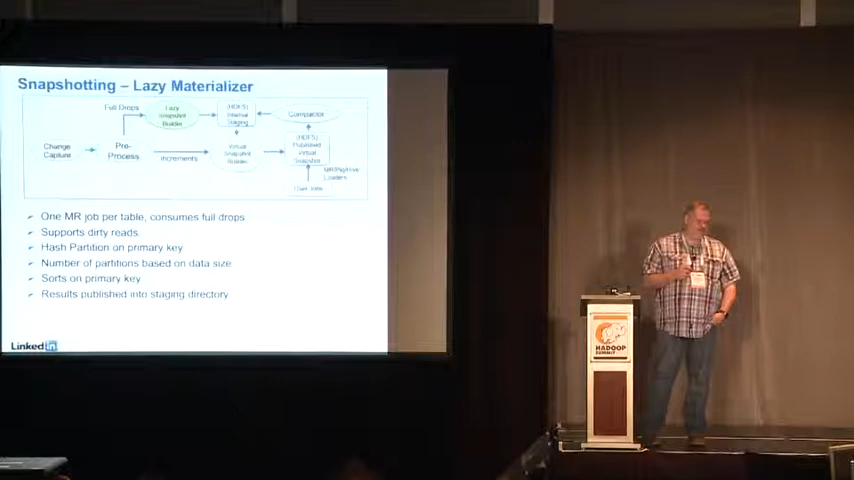 Snapshotting – Lazy Materializer
Full Drops
Lazy
Snapshot
Builder
(HDFS)
Internal
Staging
Compactor
Change
Capture
Pre-
Process
increments
Virtual
Snapshot
Builder
(HDFS)
Published
Virtual
Snapshot
MR/Pig/Hive
Loaders
User Jobs
One MR job per table, consumes full drops
Supports dirty reads
Hash Partition on primary key
Number of partitions based on data size
Sorts on primary key
Results published into staging directory
Linked in
HADOOP
SUMMIT